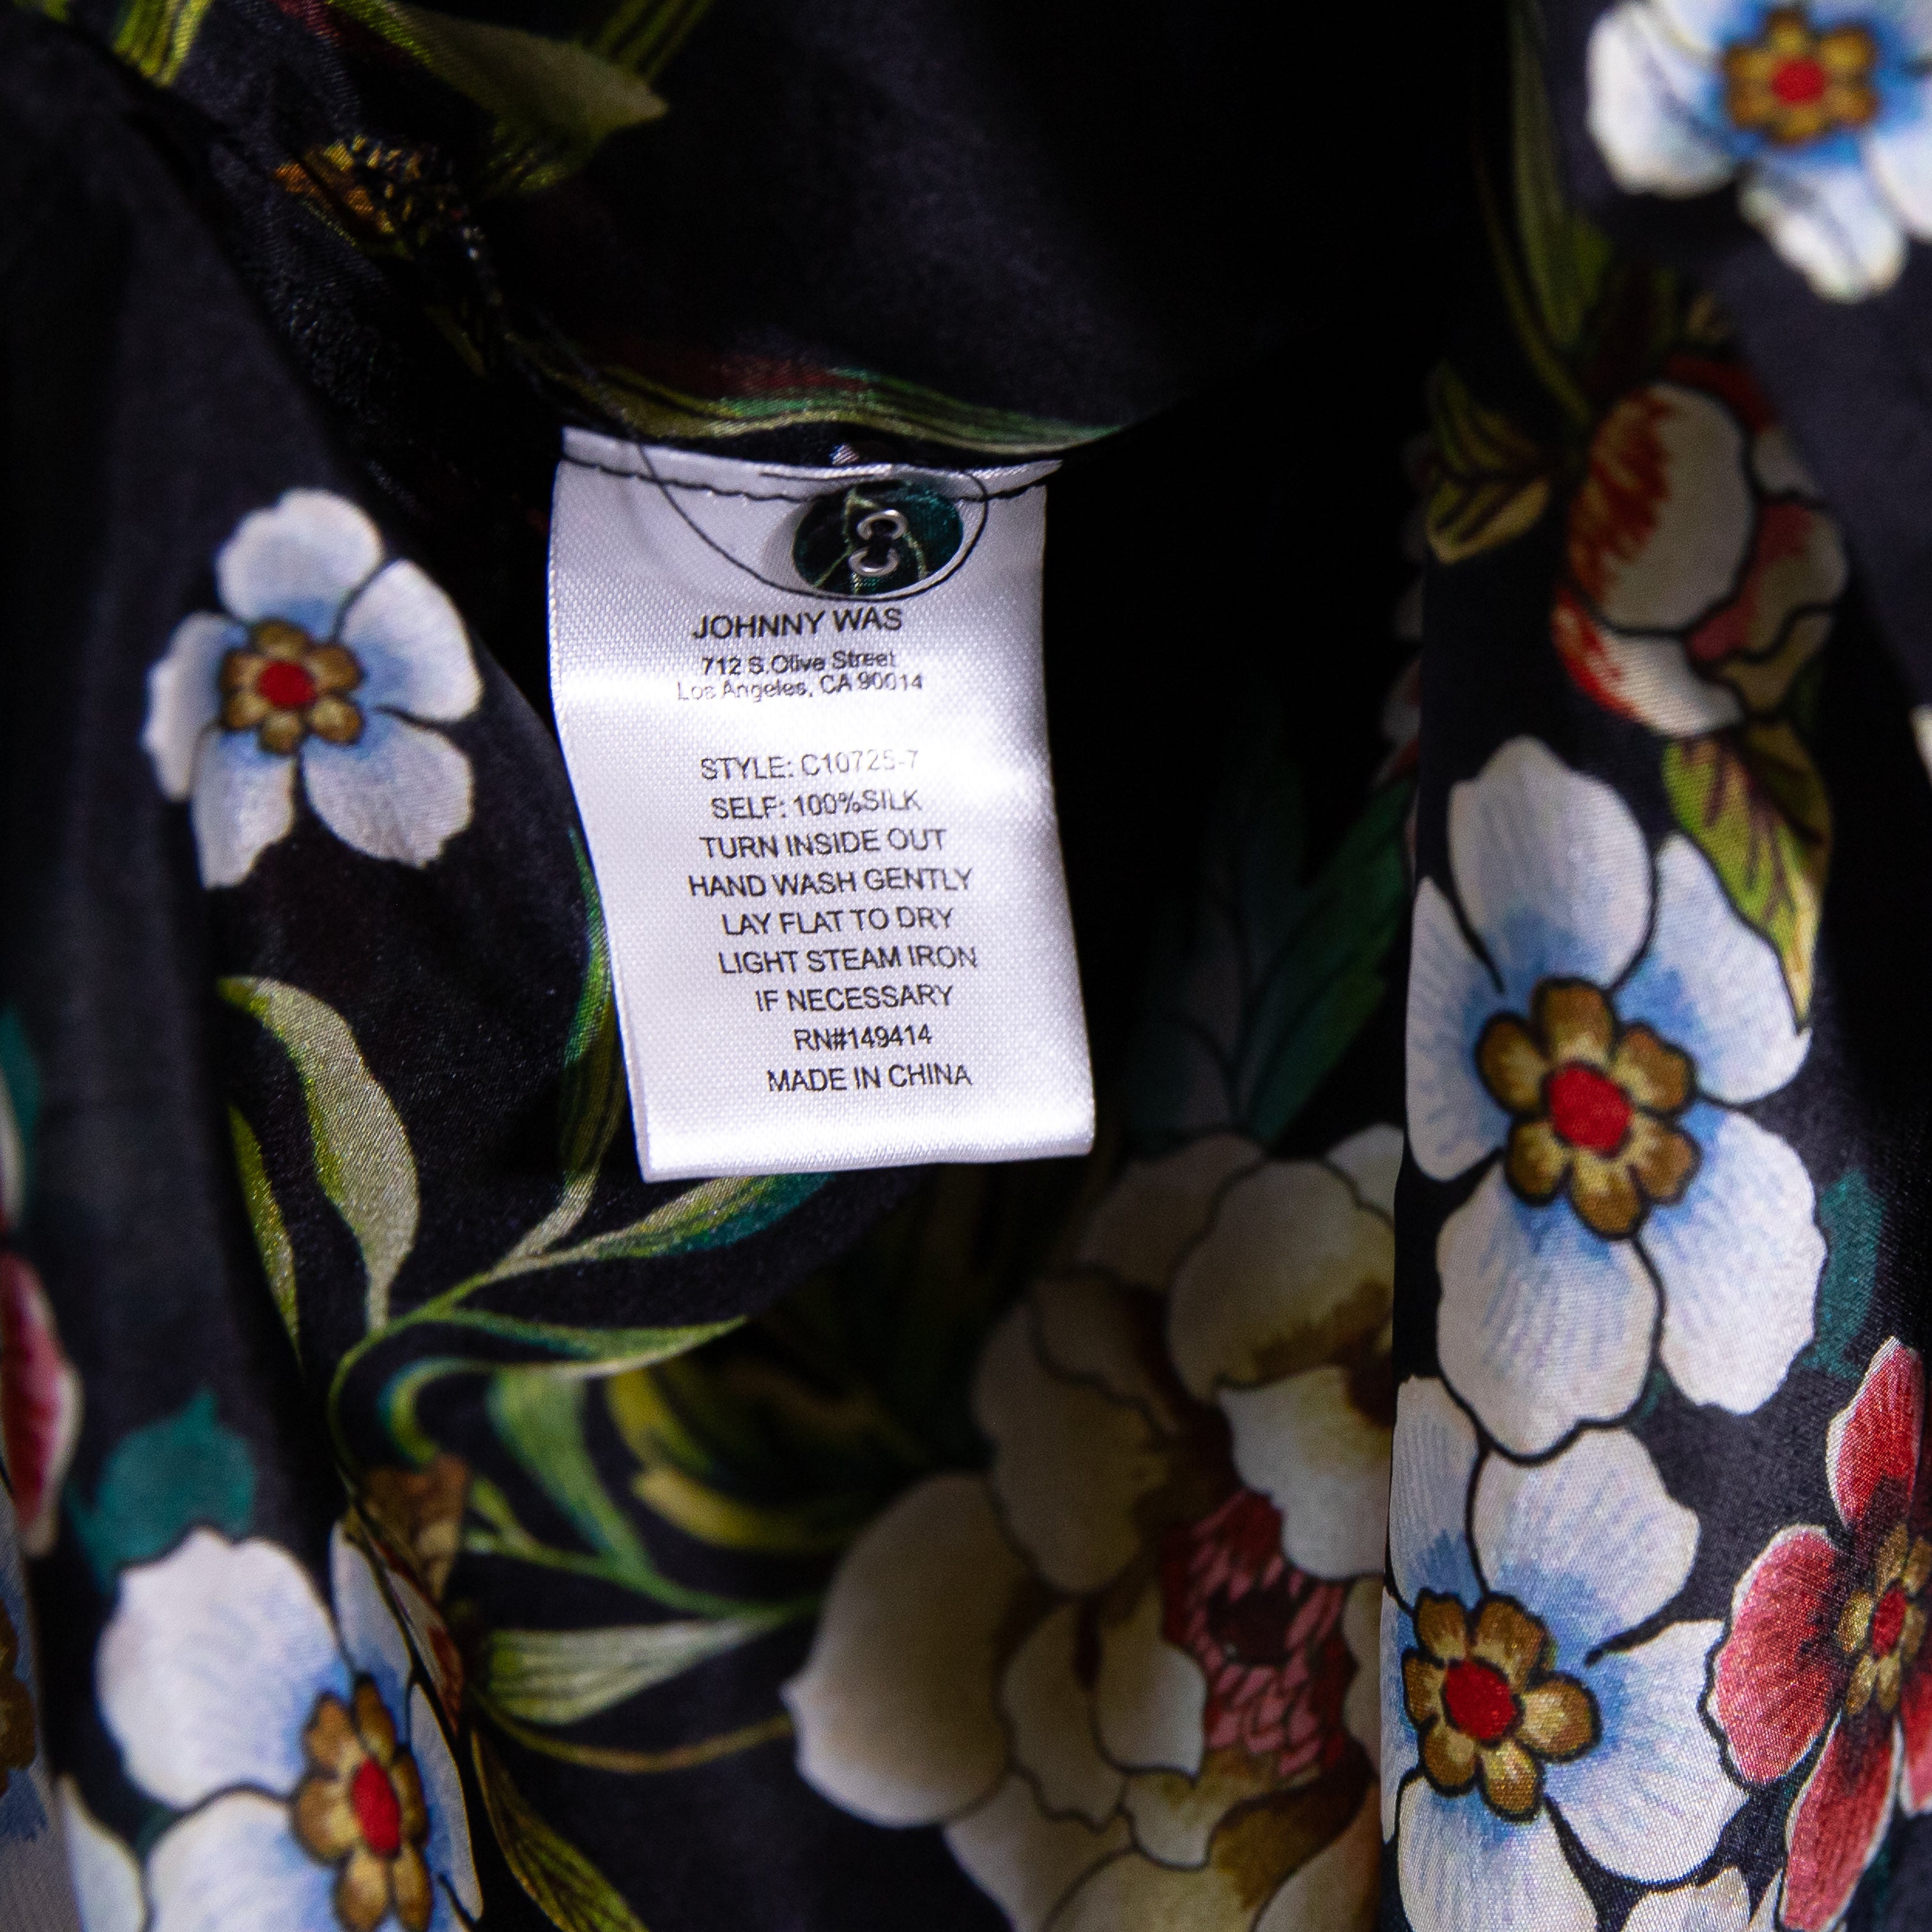 JOHNNY WAS
712 S.Olive Street
Los Angeles, CA 90014
STYLE: C10725-7
SELF: 100%SILK
TURN INSIDE OUT
HAND WASH GENTLY
LAY FLAT TO DRY
LIGHT STEAM IRON
IF NECESSARY
RN#149414
MADE IN CHINA